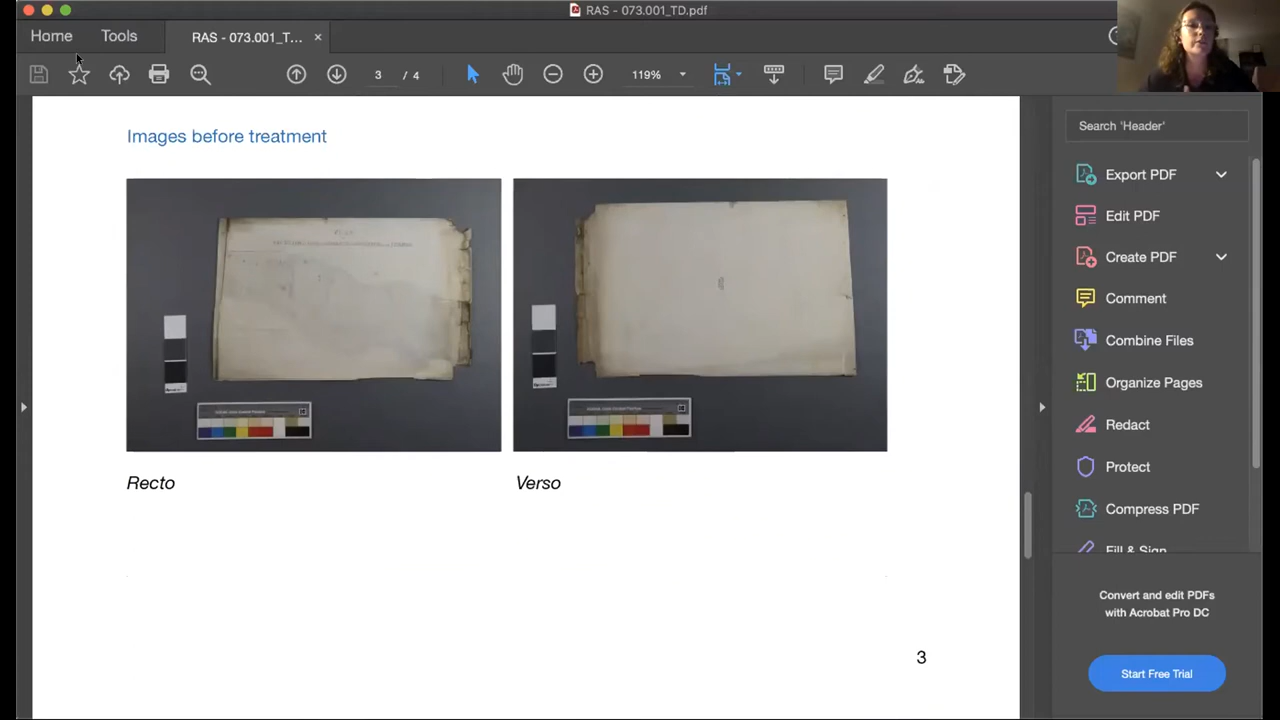 RAS - 073.001_TD.pdf
Home
Tools
RAS - 073.001_T... ×
3 / 4
119%
Images before treatment
Recto
Verso
3
Search 'Header'
Export PDF
Edit PDF
Create PDF
Comment
Combine Files
Organize Pages
Redact
Protect
Compress PDF
Fill & Sign
Convert and edit PDFs
with Acrobat Pro DC
Start Free Trial